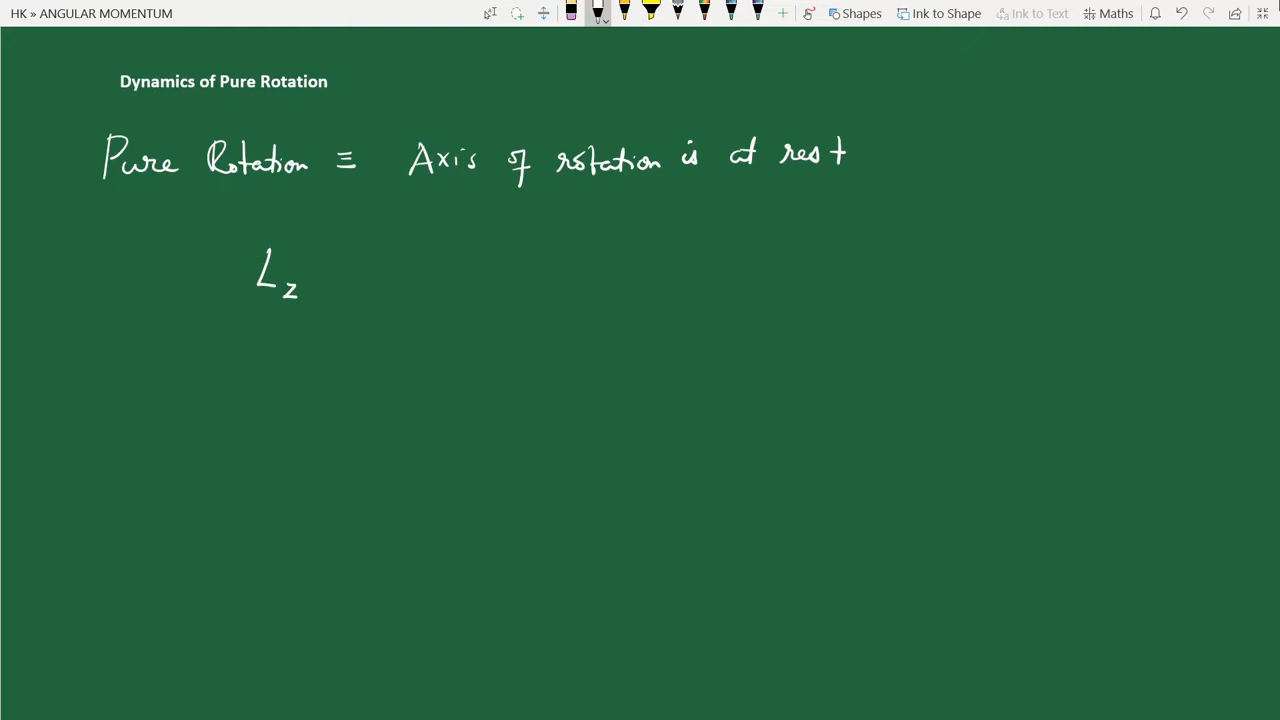 HK » ANGULAR MOMENTUM
Shapes Ink to Shape Ink to Text Maths
Dynamics of Pure Rotation
Pure Rotation ≡ Axis of rotation is at rest
L_z